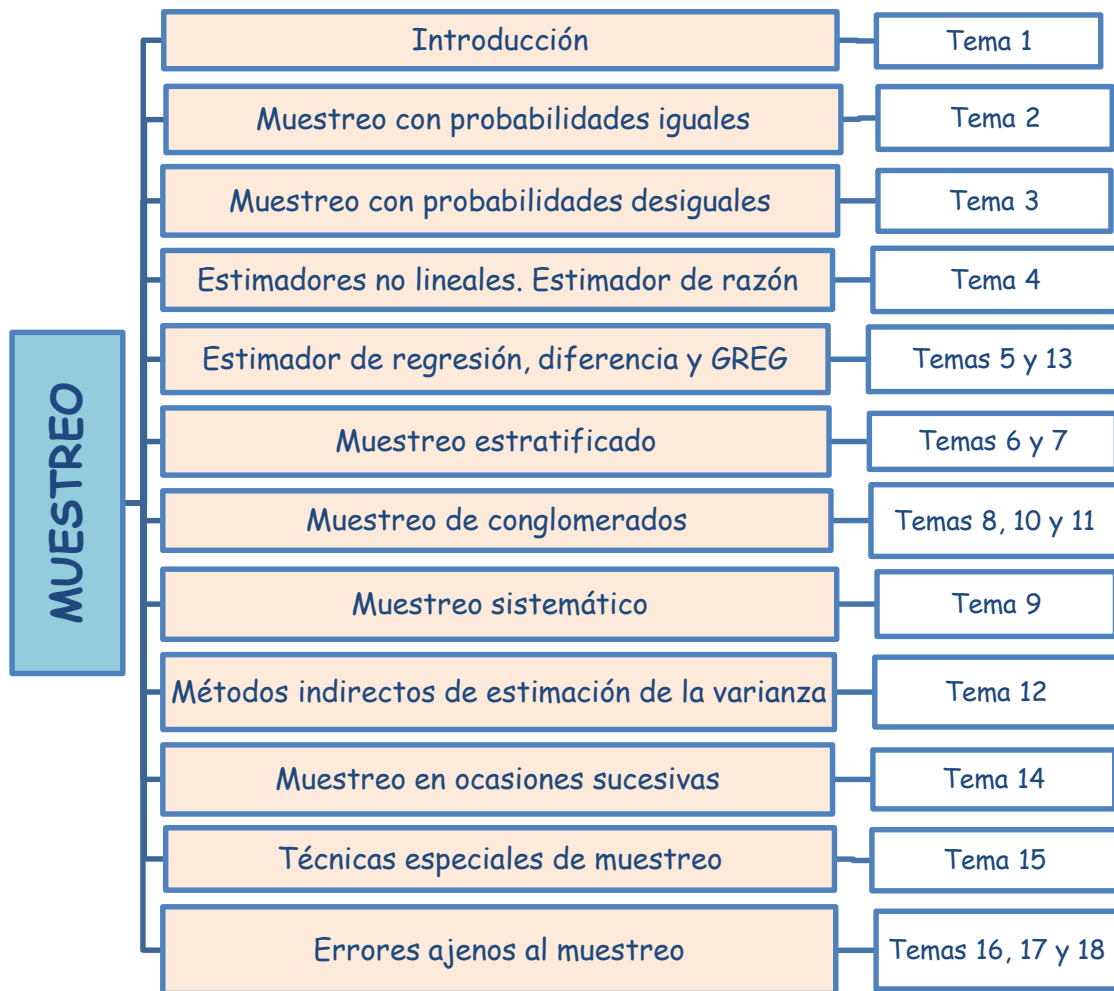 MUESTREO
Introducción
Tema 1
Muestreo con probabilidades iguales
Tema 2
Muestreo con probabilidades desiguales
Tema 3
Estimadores no lineales. Estimador de razón
Tema 4
Estimador de regresión, diferencia y GREG
Temas 5 y 13
Muestreo estratificado
Temas 6 y 7
Muestreo de conglomerados
Temas 8, 10 y 11
Muestreo sistemático
Tema 9
Métodos indirectos de estimación de la varianza
Tema 12
Muestreo en ocasiones sucesivas
Tema 14
Técnicas especiales de muestreo
Tema 15
Errores ajenos al muestreo
Temas 16, 17 y 18